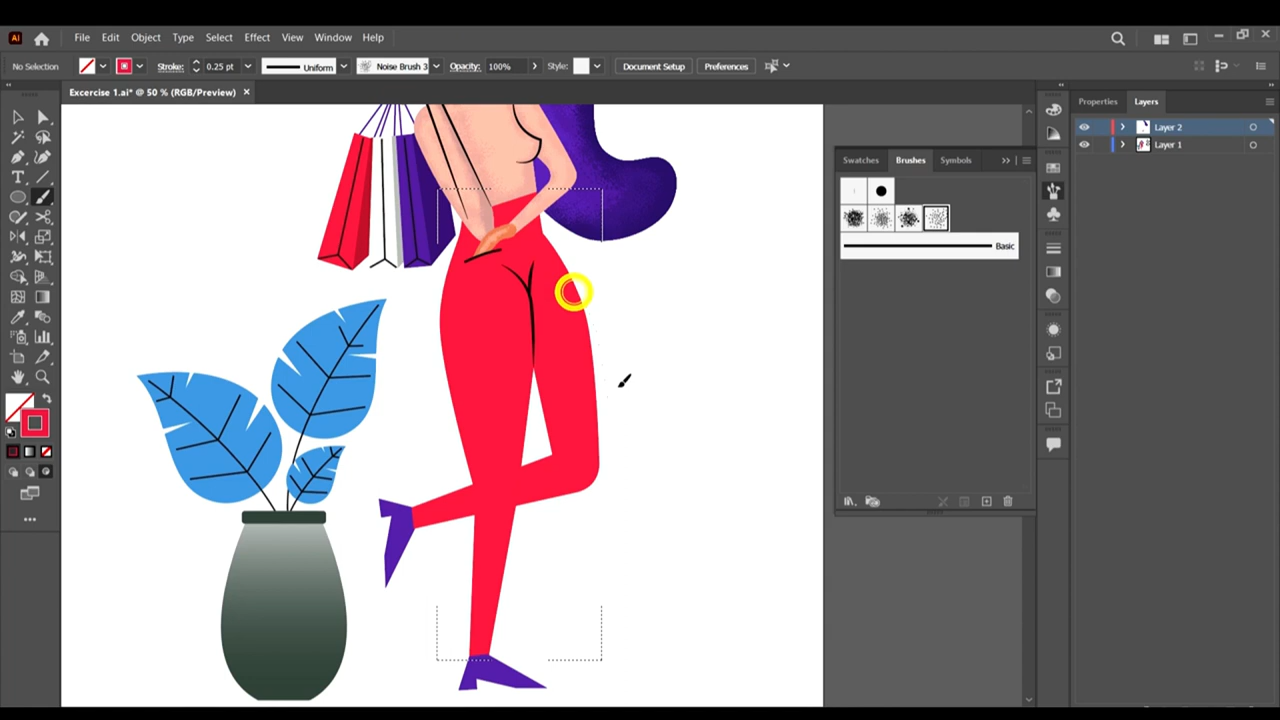 Ai File Edit Object Type Select Effect View Window Help
No Selection Stroke: 0.25 pt Uniform Noise Brush 3 Opacity: 100% Style: Document Setup Preferences
Excercise 1.ai* @ 50 % (RGB/Preview) ×
Properties Layers
Layer 2
Layer 1
Swatches Brushes Symbols
Basic